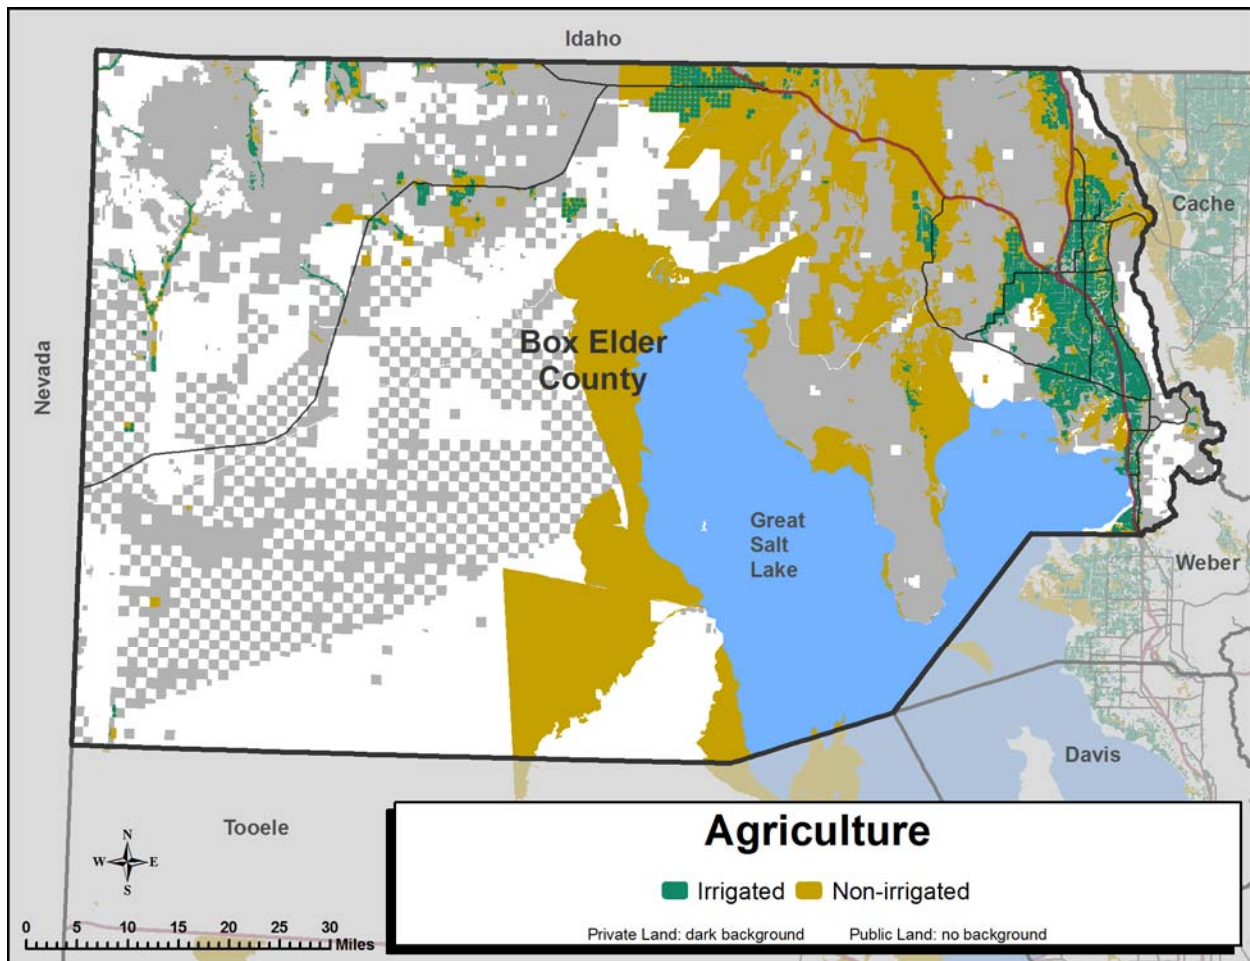 Idaho
Nevada
Cache
Box Elder
County
Great
Salt
Lake
Weber
Davis
Tooele
N
W E
S
0 5 10 15 20 25 30
Miles
Agriculture
Irrigated Non-irrigated
Private Land: dark background Public Land: no background